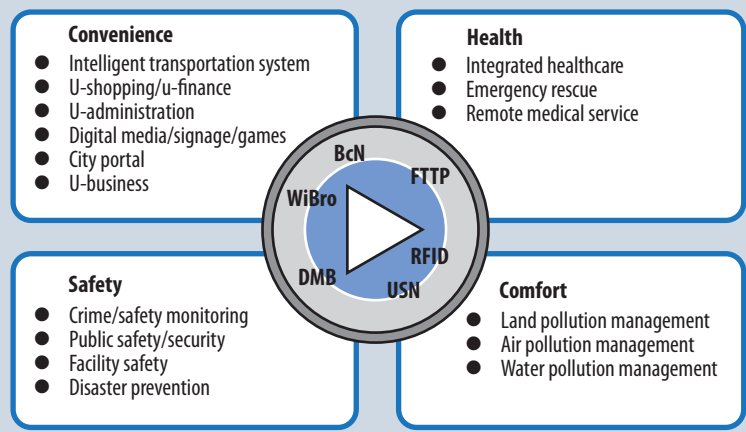 Convenience
Intelligent transportation system
U-shopping/u-finance
U-administration
Digital media/signage/games
City portal
U-business
Health
Integrated healthcare
Emergency rescue
Remote medical service
BcN
FTTP
WiBro
RFID
DMB
USN
Safety
Crime/safety monitoring
Public safety/security
Facility safety
Disaster prevention
Comfort
Land pollution management
Air pollution management
Water pollution management